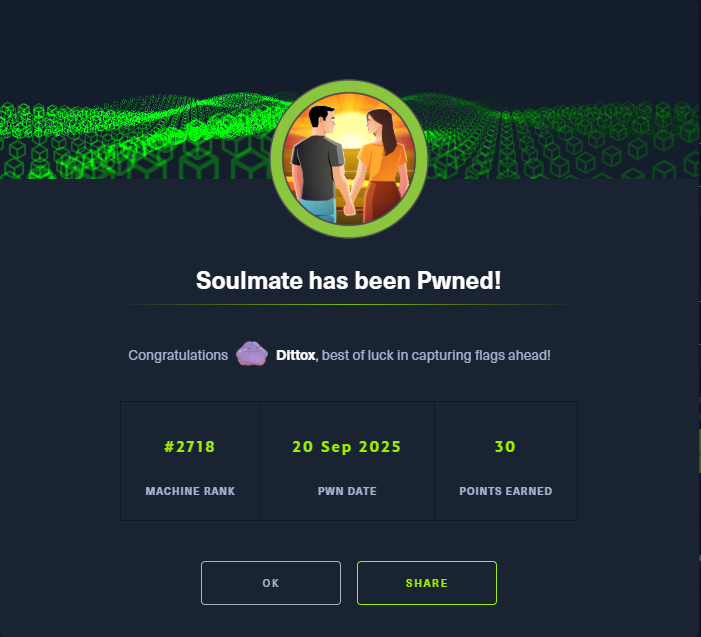 Soulmate has been Pwned!
Congratulations Dittox, best of luck in capturing flags ahead!
#2718
20 Sep 2025
30
MACHINE RANK
PWN DATE
POINTS EARNED
OK
SHARE